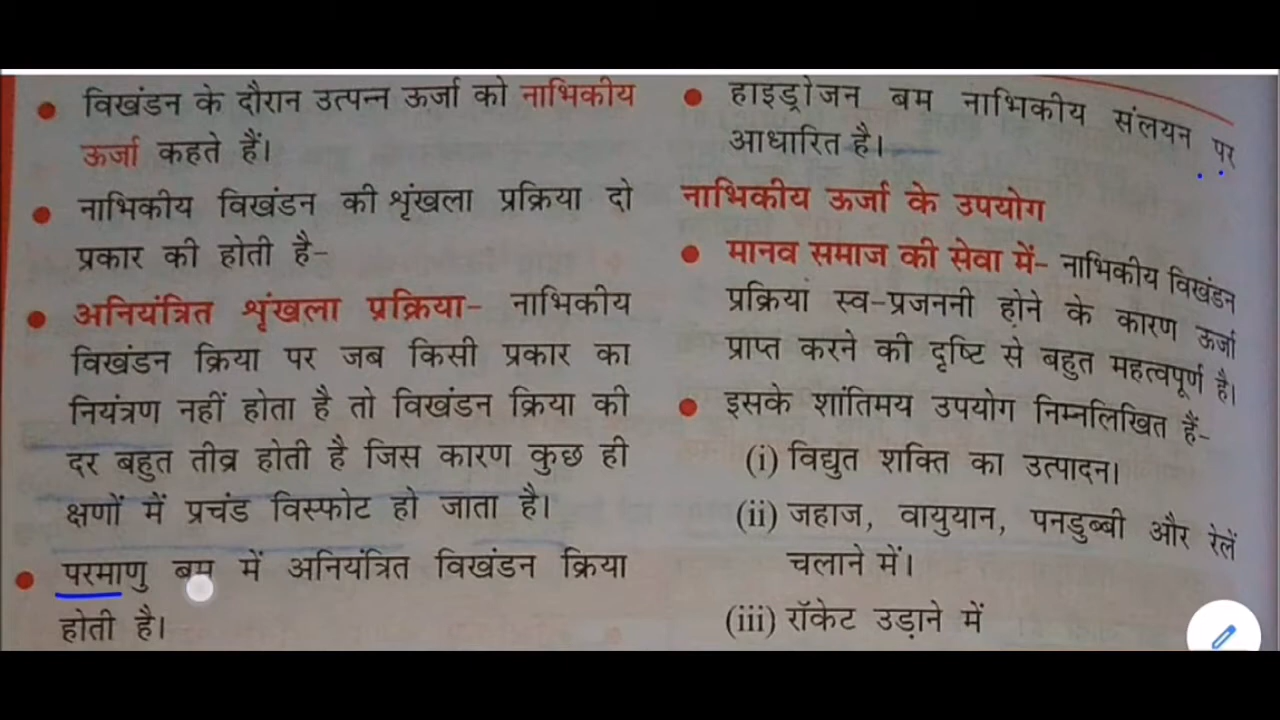 विखंडन के दौरान उत्पन्न ऊर्जा को नाभिकीय
ऊर्जा कहते हैं।
नाभिकीय विखंडन की शृंखला प्रक्रिया दो
प्रकार की होती है-
अनियंत्रित शृंखला प्रक्रिया- नाभिकीय
विखंडन क्रिया पर जब किसी प्रकार का
नियंत्रण नहीं होता है तो विखंडन क्रिया की
दर बहुत तीव्र होती है जिस कारण कुछ ही
क्षणों में प्रचंड विस्फोट हो जाता है।
परमाणु बम में अनियंत्रित विखंडन क्रिया
होती है।
हाइड्रोजन बम नाभिकीय संलयन पर
आधारित है।
नाभिकीय ऊर्जा के उपयोग
मानव समाज की सेवा में- नाभिकीय विखंडन
प्रक्रियां स्व-प्रजननी होने के कारण ऊर्जा
प्राप्त करने की दृष्टि से बहुत महत्वपूर्ण है।
इसके शांतिमय उपयोग निम्नलिखित हैं-
(i) विद्युत शक्ति का उत्पादन।
(ii) जहाज, वायुयान, पनडुब्बी और रेलें
चलाने में।
(iii) रॉकेट उड़ाने में